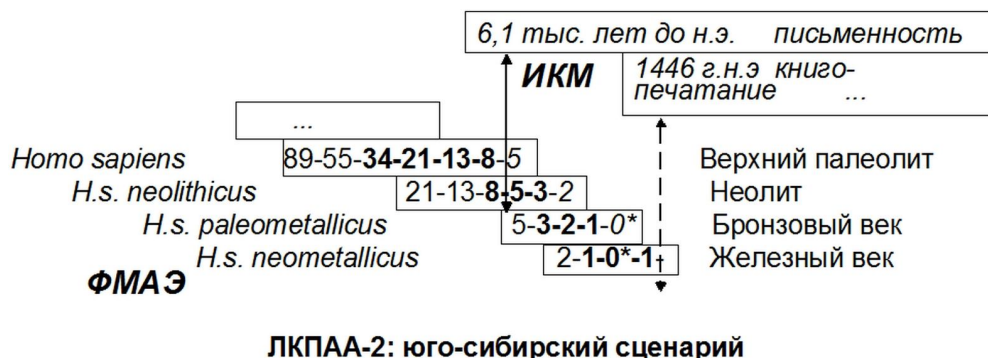 6,1 тыс. лет до н.э. письменность
ИКМ
1446 г.н.э книго-
печатание ...
...
Homo sapiens 89-55-34-21-13-8-5 Верхний палеолит
H.s. neolithicus 21-13-8-5-3-2 Неолит
H.s. paleometallicus 5-3-2-1-0* Бронзовый век
H.s. neometallicus 2-1-0*-1 Железный век
ФМАЭ
ЛКПАА-2: юго-сибирский сценарий